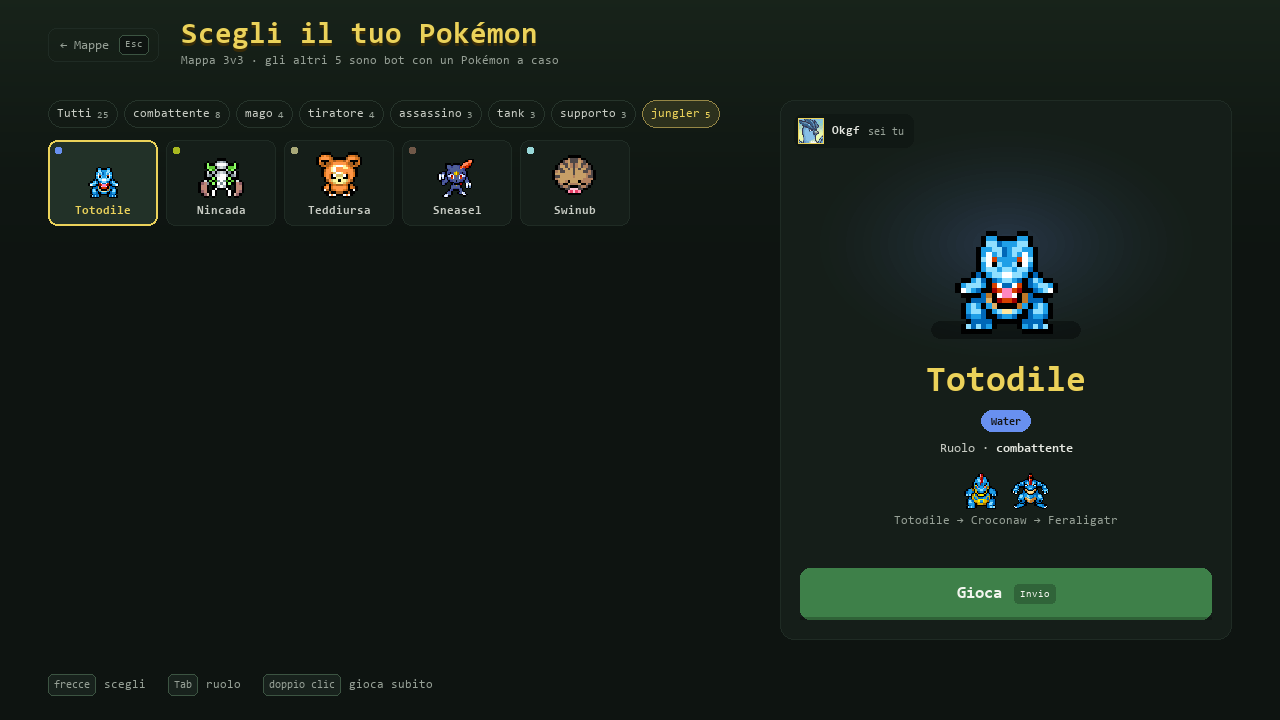 ← Mappe Esc
Scegli il tuo Pokémon
Mappa 3v3 · gli altri 5 sono bot con un Pokémon a caso
Tutti 25 combattente 8 mago 4 tiratore 4 assassino 3 tank 3 supporto 3 jungler 5
Totodile Nincada Teddiursa Sneasel Swinub
Okgf sei tu
Totodile
Water
Ruolo · combattente
Totodile → Croconaw → Feraligatr
Gioca Invio
frecce scegli Tab ruolo doppio clic gioca subito